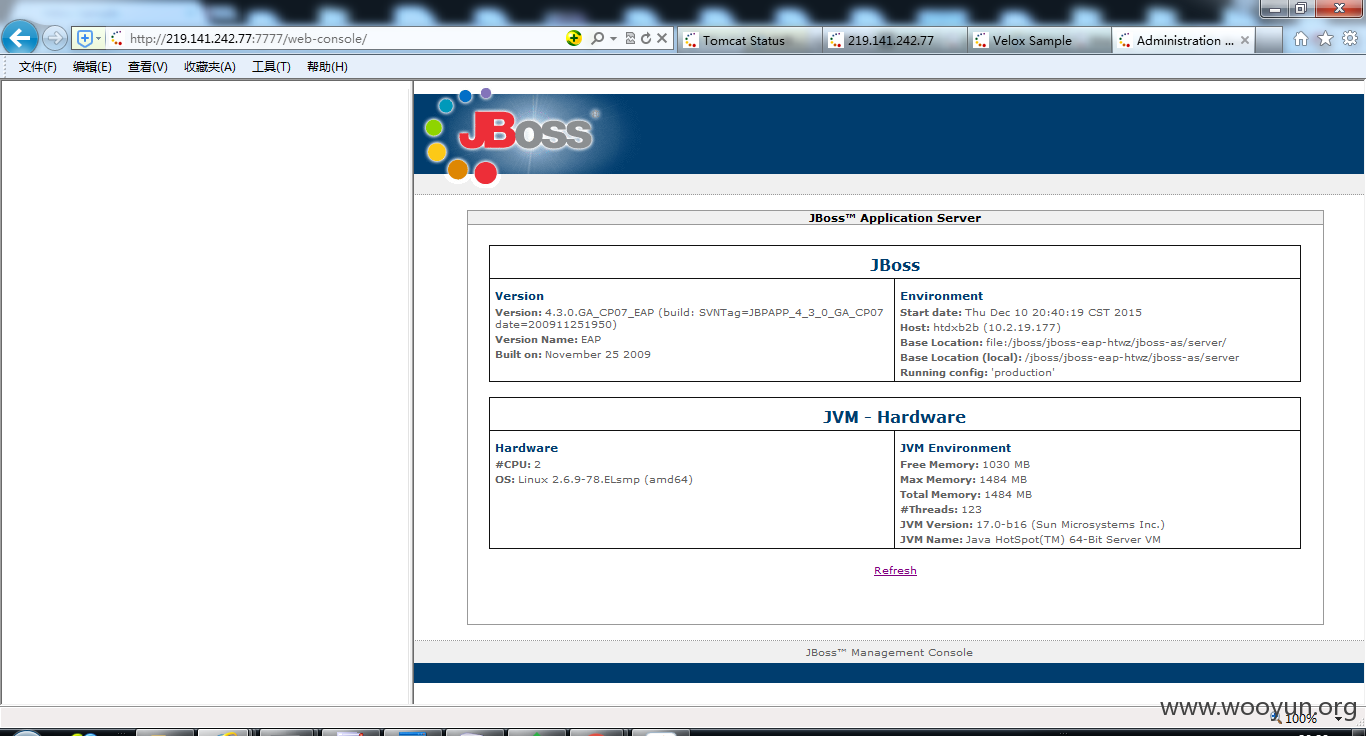 http://219.141.242.77:7777/web-console/
Tomcat Status
219.141.242.77
Velox Sample
Administration ...
文件(F) 编辑(E) 查看(V) 收藏夹(A) 工具(T) 帮助(H)
JBoss®
JBoss™ Application Server
JBoss
Version
Version: 4.3.0.GA_CP07_EAP (build: SVNTag=JBPAPP_4_3_0_GA_CP07
date=200911251950)
Version Name: EAP
Built on: November 25 2009
Environment
Start date: Thu Dec 10 20:40:19 CST 2015
Host: htdxb2b (10.2.19.177)
Base Location: file:/jboss/jboss-eap-htwz/jboss-as/server/
Base Location (local): /jboss/jboss-eap-htwz/jboss-as/server
Running config: 'production'
JVM - Hardware
Hardware
#CPU: 2
OS: Linux 2.6.9-78.ELsmp (amd64)
JVM Environment
Free Memory: 1030 MB
Max Memory: 1484 MB
Total Memory: 1484 MB
#Threads: 123
JVM Version: 17.0-b16 (Sun Microsystems Inc.)
JVM Name: Java HotSpot(TM) 64-Bit Server VM
Refresh
JBoss™ Management Console
www.wooyun.org
100%